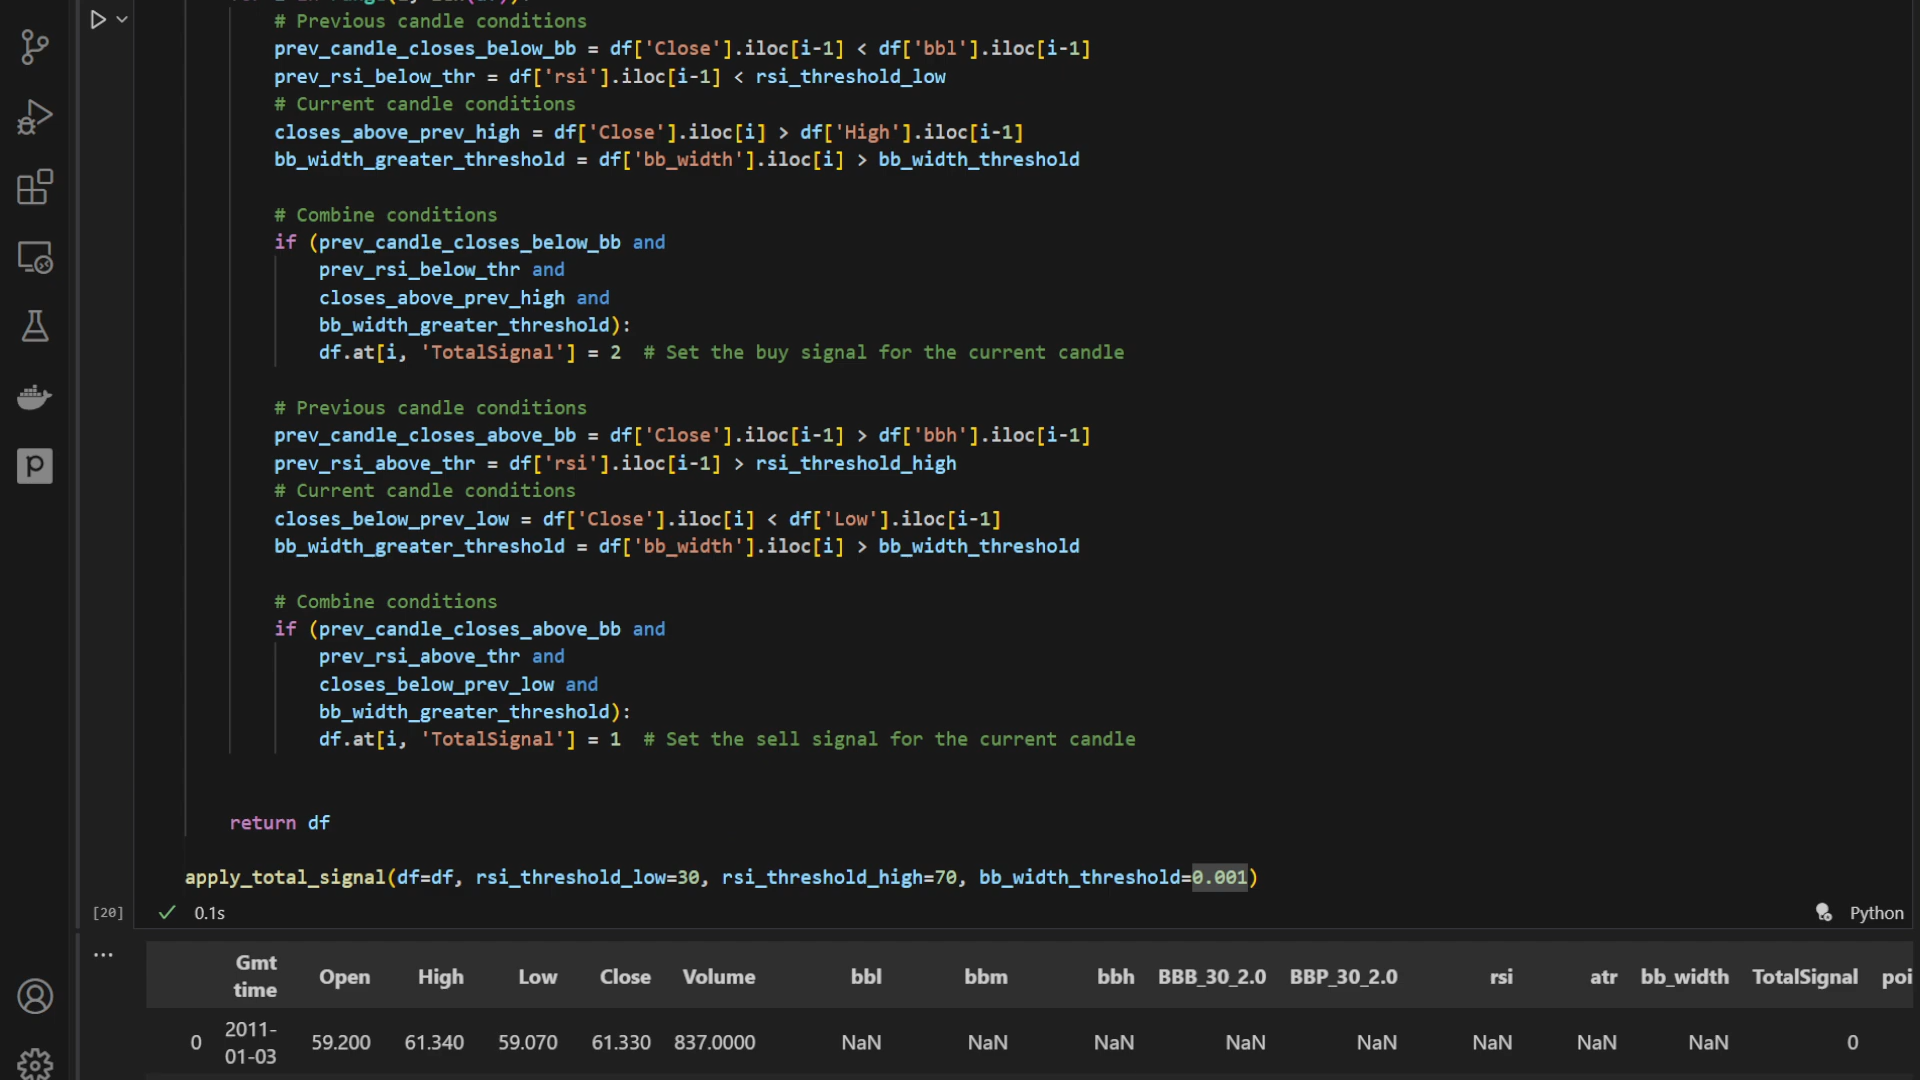 # Previous candle conditions
prev_candle_closes_below_bb = df['Close'].iloc[i-1] < df['bbl'].iloc[i-1]
prev_rsi_below_thr = df['rsi'].iloc[i-1] < rsi_threshold_low
# Current candle conditions
closes_above_prev_high = df['Close'].iloc[i] > df['High'].iloc[i-1]
bb_width_greater_threshold = df['bb_width'].iloc[i] > bb_width_threshold
# Combine conditions
if (prev_candle_closes_below_bb and
prev_rsi_below_thr and
closes_above_prev_high and
bb_width_greater_threshold):
df.at[i, 'TotalSignal'] = 2  # Set the buy signal for the current candle
# Previous candle conditions
prev_candle_closes_above_bb = df['Close'].iloc[i-1] > df['bbh'].iloc[i-1]
prev_rsi_above_thr = df['rsi'].iloc[i-1] > rsi_threshold_high
# Current candle conditions
closes_below_prev_low = df['Close'].iloc[i] < df['Low'].iloc[i-1]
bb_width_greater_threshold = df['bb_width'].iloc[i] > bb_width_threshold
# Combine conditions
if (prev_candle_closes_above_bb and
prev_rsi_above_thr and
closes_below_prev_low and
bb_width_greater_threshold):
df.at[i, 'TotalSignal'] = 1  # Set the sell signal for the current candle
return df
apply_total_signal(df=df, rsi_threshold_low=30, rsi_threshold_high=70, bb_width_threshold=0.001)
[20] 0.1s Python
Gmt time Open High Low Close Volume bbl bbm bbh BBB_30_2.0 BBP_30_2.0 rsi atr bb_width TotalSignal poi
0 2011-01-03 59.200 61.340 59.070 61.330 837.0000 NaN NaN NaN NaN NaN NaN NaN NaN 0